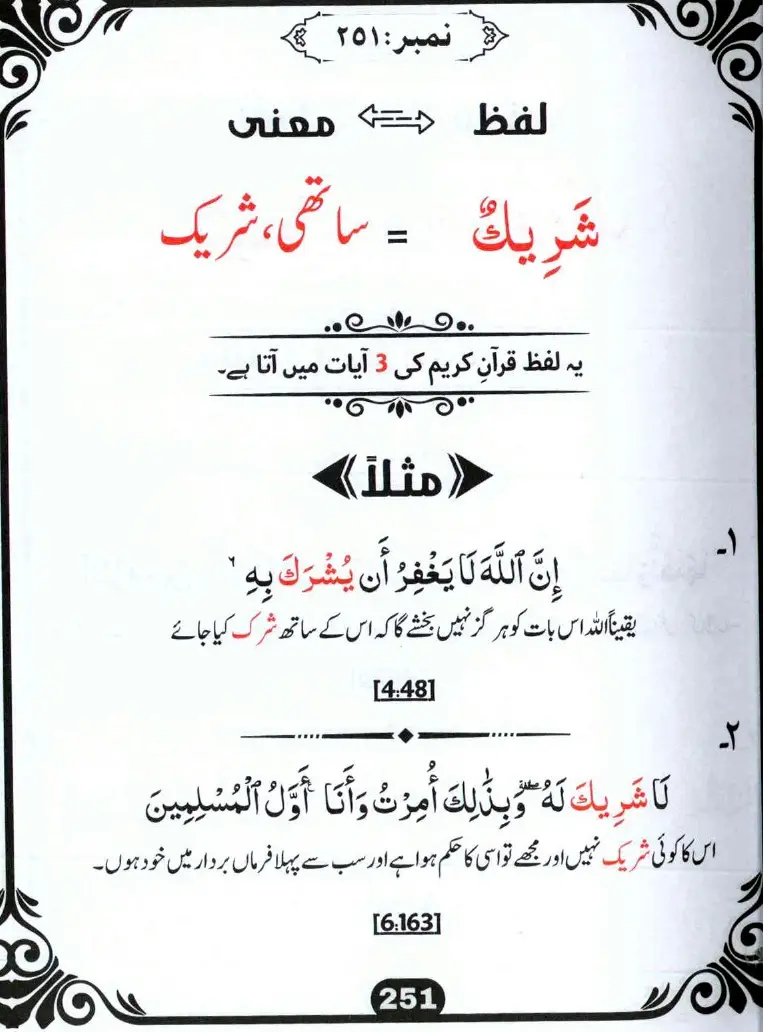 نمبر: ۲۵۱
لفظ ⇐⇒ معنی
شَرِيكٌ = ساتھی، شریک
یہ لفظ قرآنِ کریم کی 3 آیات میں آتا ہے۔
مثلاً
۱۔
إِنَّ ٱللَّهَ لَا يَغْفِرُ أَن يُشْرَكَ بِهِ
یقیناً اللہ اس بات کو ہر گز نہیں بخشے گا کہ اس کے ساتھ شرک کیا جائے
[4:48]
۲۔
لَا شَرِيكَ لَهُۥ ۖ وَبِذَٰلِكَ أُمِرْتُ وَأَنَا۠ أَوَّلُ ٱلْمُسْلِمِينَ
اس کا کوئی شریک نہیں اور مجھے تو اسی کا حکم ہوا ہے اور سب سے پہلا فرماں بردار میں خود ہوں۔
[6:163]
251